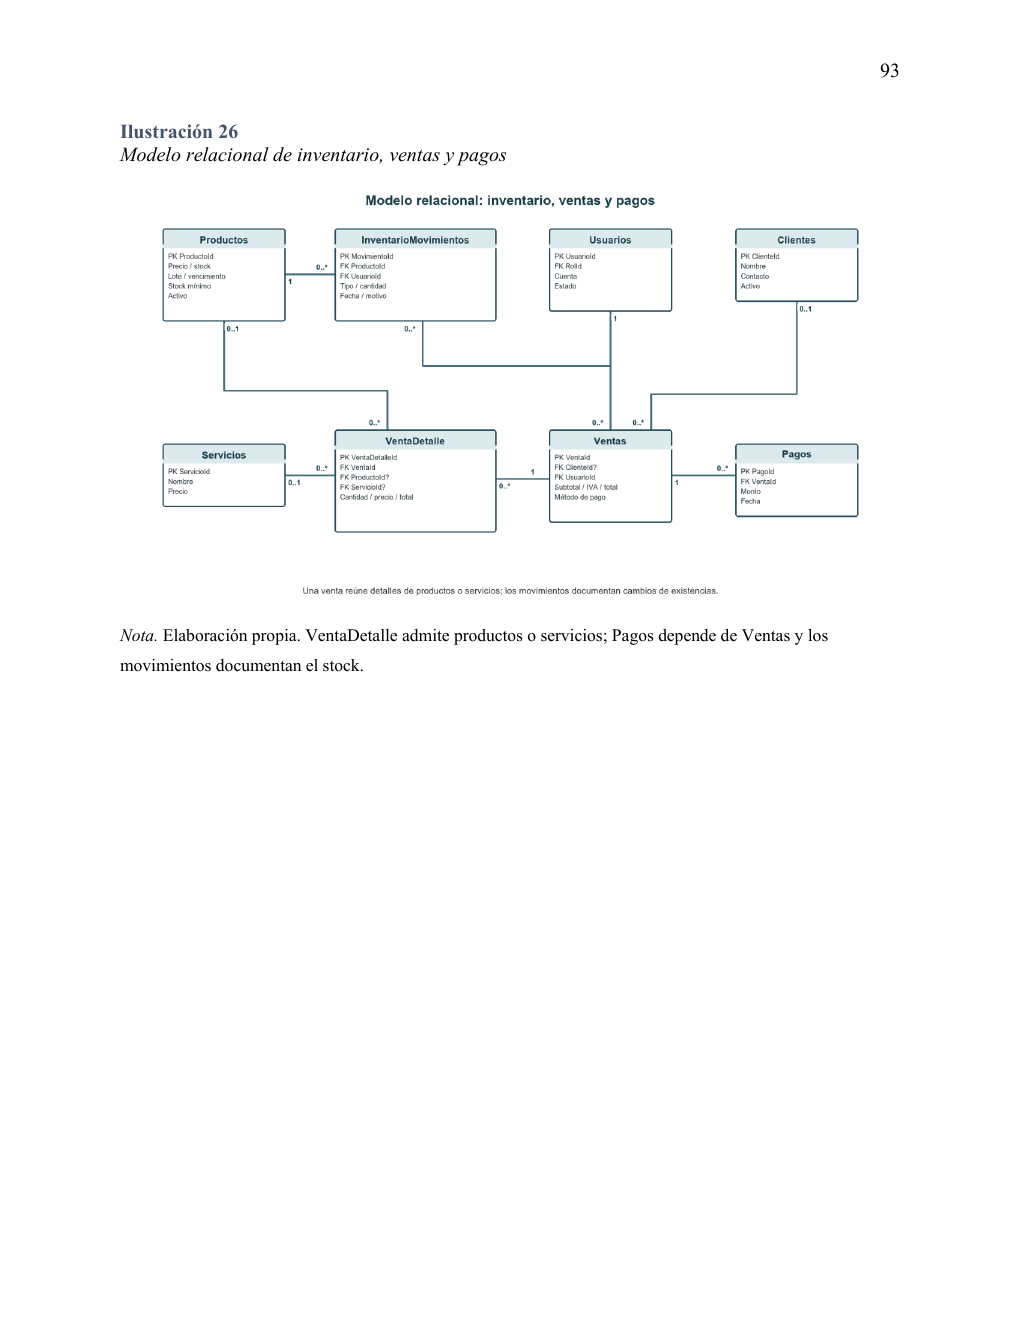 93
Ilustración 26
Modelo relacional de inventario, ventas y pagos
Modelo relacional: inventario, ventas y pagos
Productos
PK ProductoId
Precio / stock
Lote / vencimiento
Stock mínimo
Activo
0..*
1
InventarioMovimientos
PK MovimientoId
FK ProductoId
FK UsuarioId
Tipo / cantidad
Fecha / motivo
Usuarios
PK UsuarioId
FK RolId
Cuenta
Estado
Clientes
PK ClienteId
Nombre
Contacto
Activo
0..1
0..*
1
0..1
0..*
0..*
0..*
Servicios
PK ServicioId
Nombre
Precio
0..*
0..1
VentaDetalle
PK VentaDetalleId
FK VentaId
FK ProductoId?
FK ServicioId?
Cantidad / precio / total
1
0..*
Ventas
PK VentaId
FK ClienteId?
FK UsuarioId
Subtotal / IVA / total
Método de pago
0..*
1
Pagos
PK PagoId
FK VentaId
Monto
Fecha
Una venta reúne detalles de productos o servicios; los movimientos documentan cambios de existencias.
Nota. Elaboración propia. VentaDetalle admite productos o servicios; Pagos depende de Ventas y los
movimientos documentan el stock.